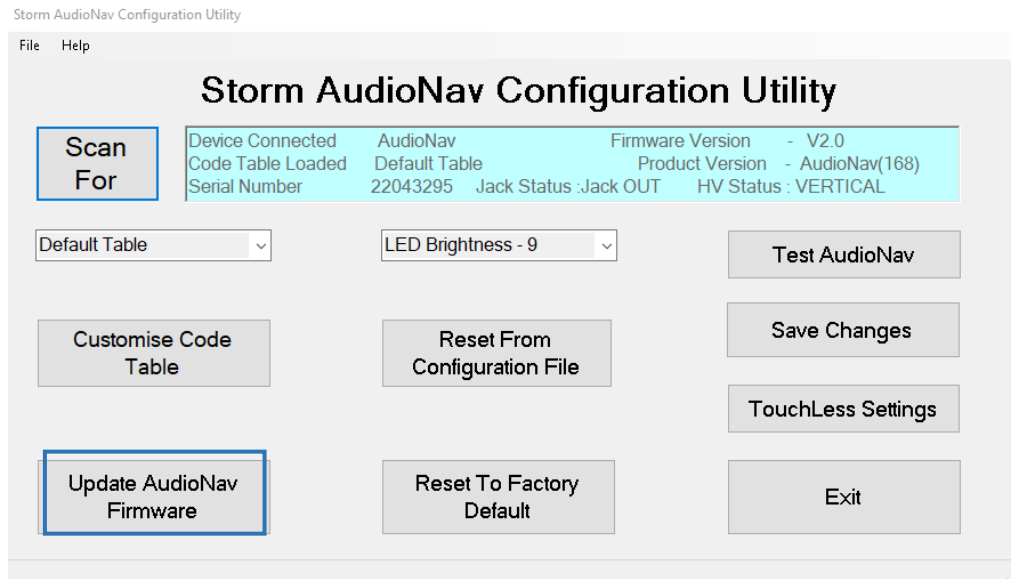 Storm AudioNav Configuration Utility
File Help
Storm AudioNav Configuration Utility
Scan
For
Device Connected AudioNav Firmware Version - V2.0
Code Table Loaded Default Table Product Version - AudioNav(168)
Serial Number 22043295 Jack Status :Jack OUT HV Status : VERTICAL
Default Table
LED Brightness - 9
Test AudioNav
Customise Code
Table
Reset From
Configuration File
Save Changes
TouchLess Settings
Update AudioNav
Firmware
Reset To Factory
Default
Exit